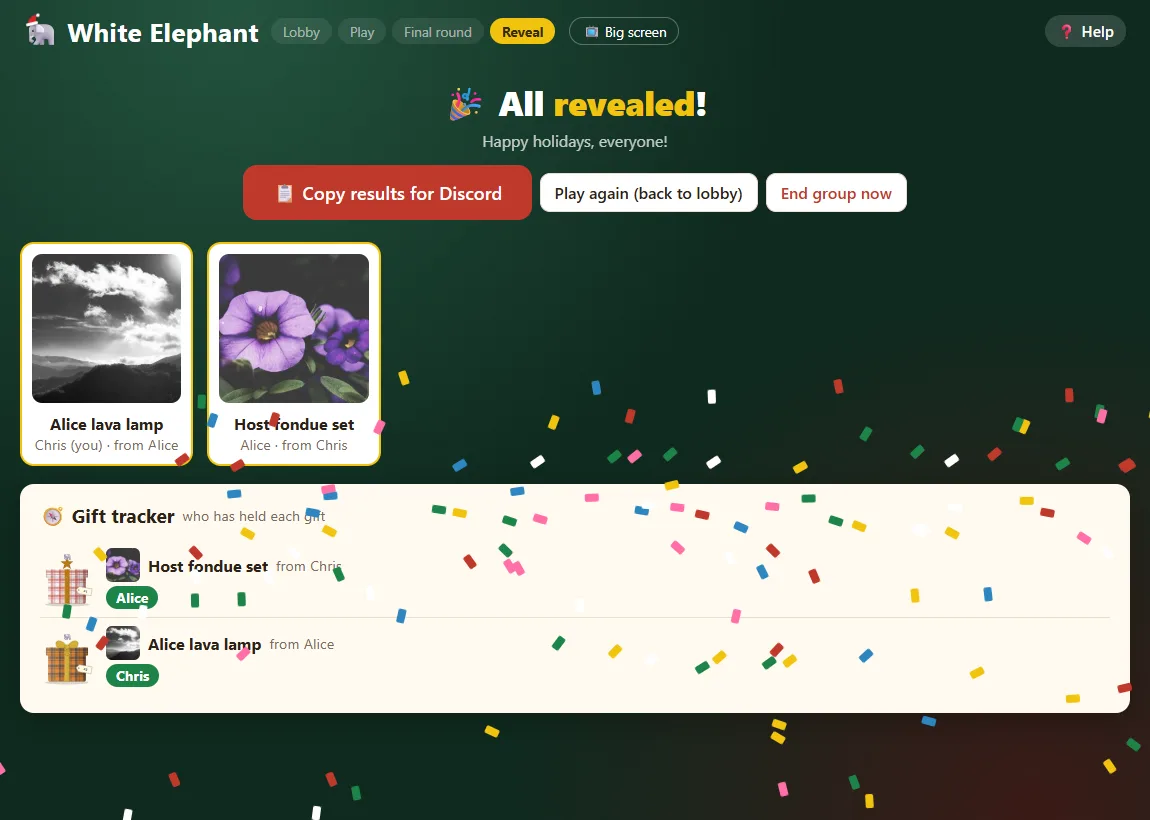 White Elephant Lobby Play Final round Reveal Big screen Help
All revealed!
Happy holidays, everyone!
Copy results for Discord Play again (back to lobby) End group now
Alice lava lamp
Chris (you) · from Alice
Host fondue set
Alice · from Chris
Gift tracker who has held each gift
Host fondue set from Chris
Alice
Alice lava lamp from Alice
Chris